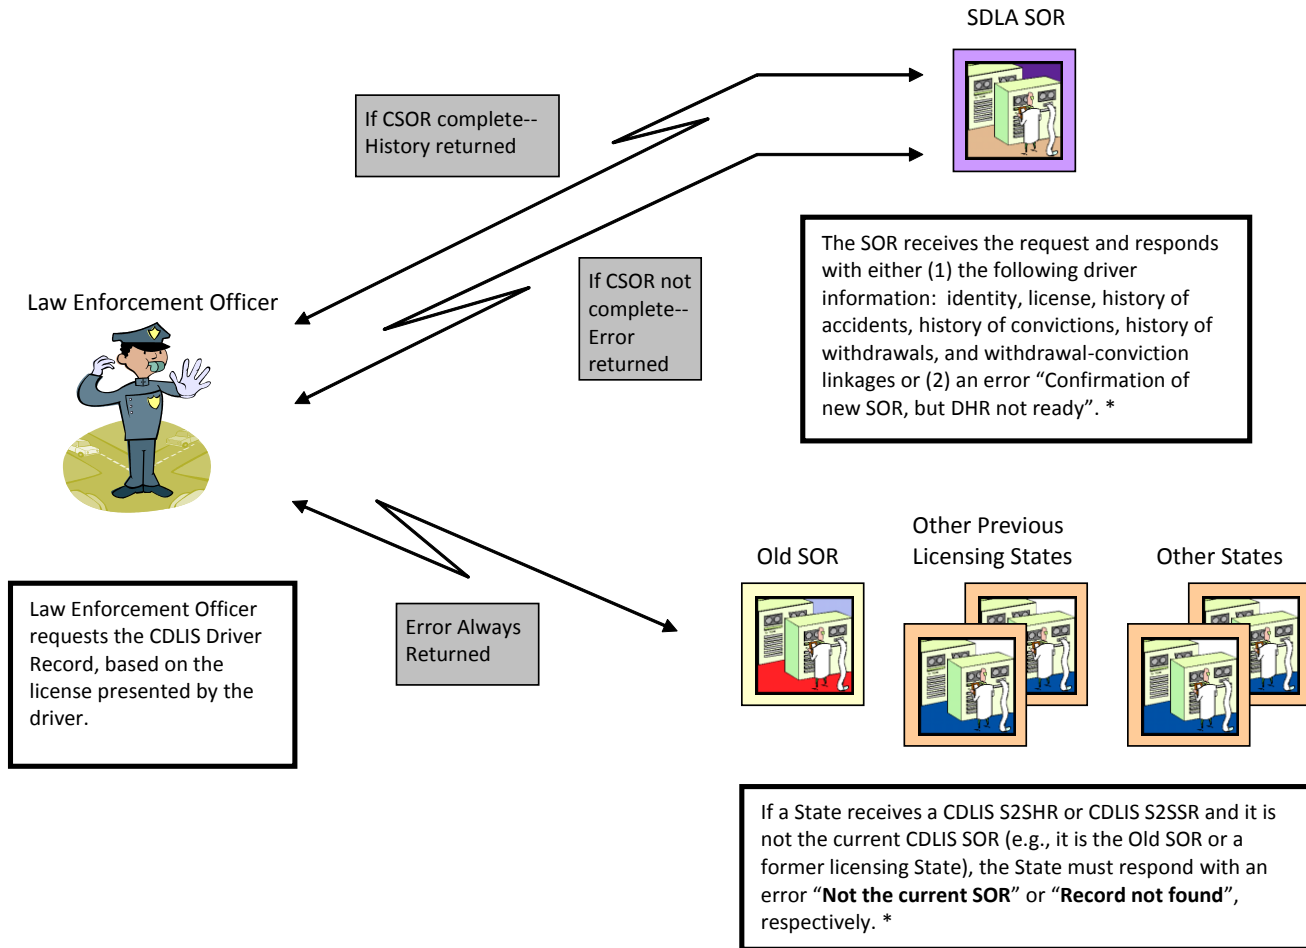 SDLA SOR
If CSOR complete--
History returned
If CSOR not
complete--
Error
returned
The SOR receives the request and responds
with either (1) the following driver
information:  identity, license, history of
accidents, history of convictions, history of
withdrawals, and withdrawal-conviction
linkages or (2) an error “Confirmation of
new SOR, but DHR not ready”. *
Law Enforcement Officer
Law Enforcement Officer
requests the CDLIS Driver
Record, based on the
license presented by the
driver.
Error Always
Returned
Old SOR
Other Previous
Licensing States
Other States
If a State receives a CDLIS S2SHR or CDLIS S2SSR and it is
not the current CDLIS SOR (e.g., it is the Old SOR or a
former licensing State), the State must respond with an
error “Not the current SOR” or “Record not found”,
respectively. *